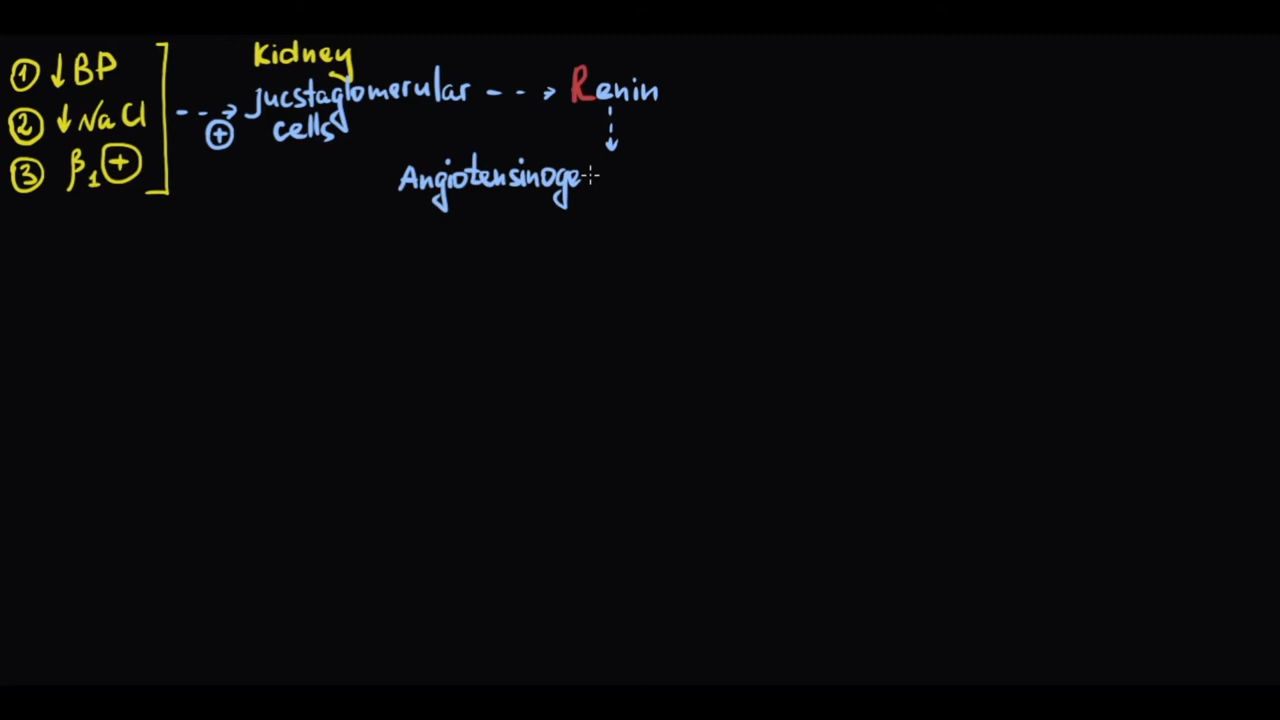 ① ↓ BP
② ↓ NaCl
③ β1 (+)
(+)
Kidney
jucstaglomerular
cells
Renin
Angiotensinoge